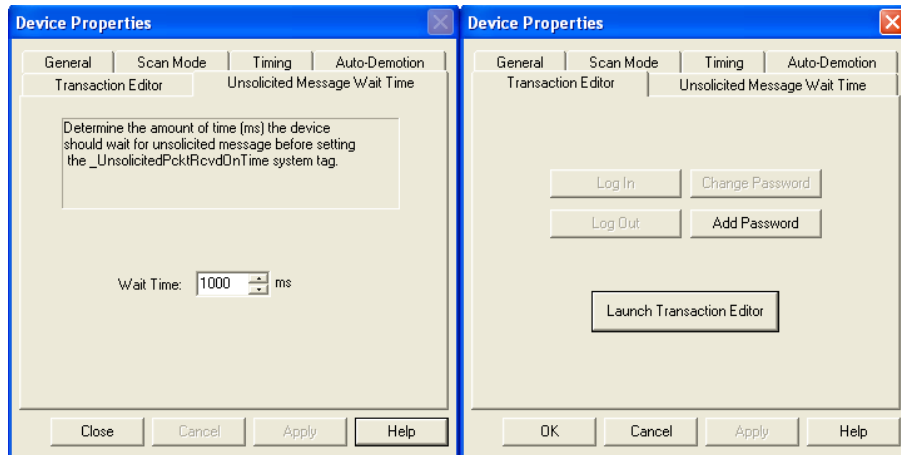 Device Properties
General Scan Mode Timing Auto-Demotion
Transaction Editor Unsolicited Message Wait Time
Determine the amount of time (ms) the device
should wait for unsolicited message before setting
the _UnsolicitedPcktRcvdOnTime system tag.
Wait Time: 1000 ms
Close Cancel Apply Help
Device Properties
General Scan Mode Timing Auto-Demotion
Transaction Editor Unsolicited Message Wait Time
Log In Change Password
Log Out Add Password
Launch Transaction Editor
OK Cancel Apply Help